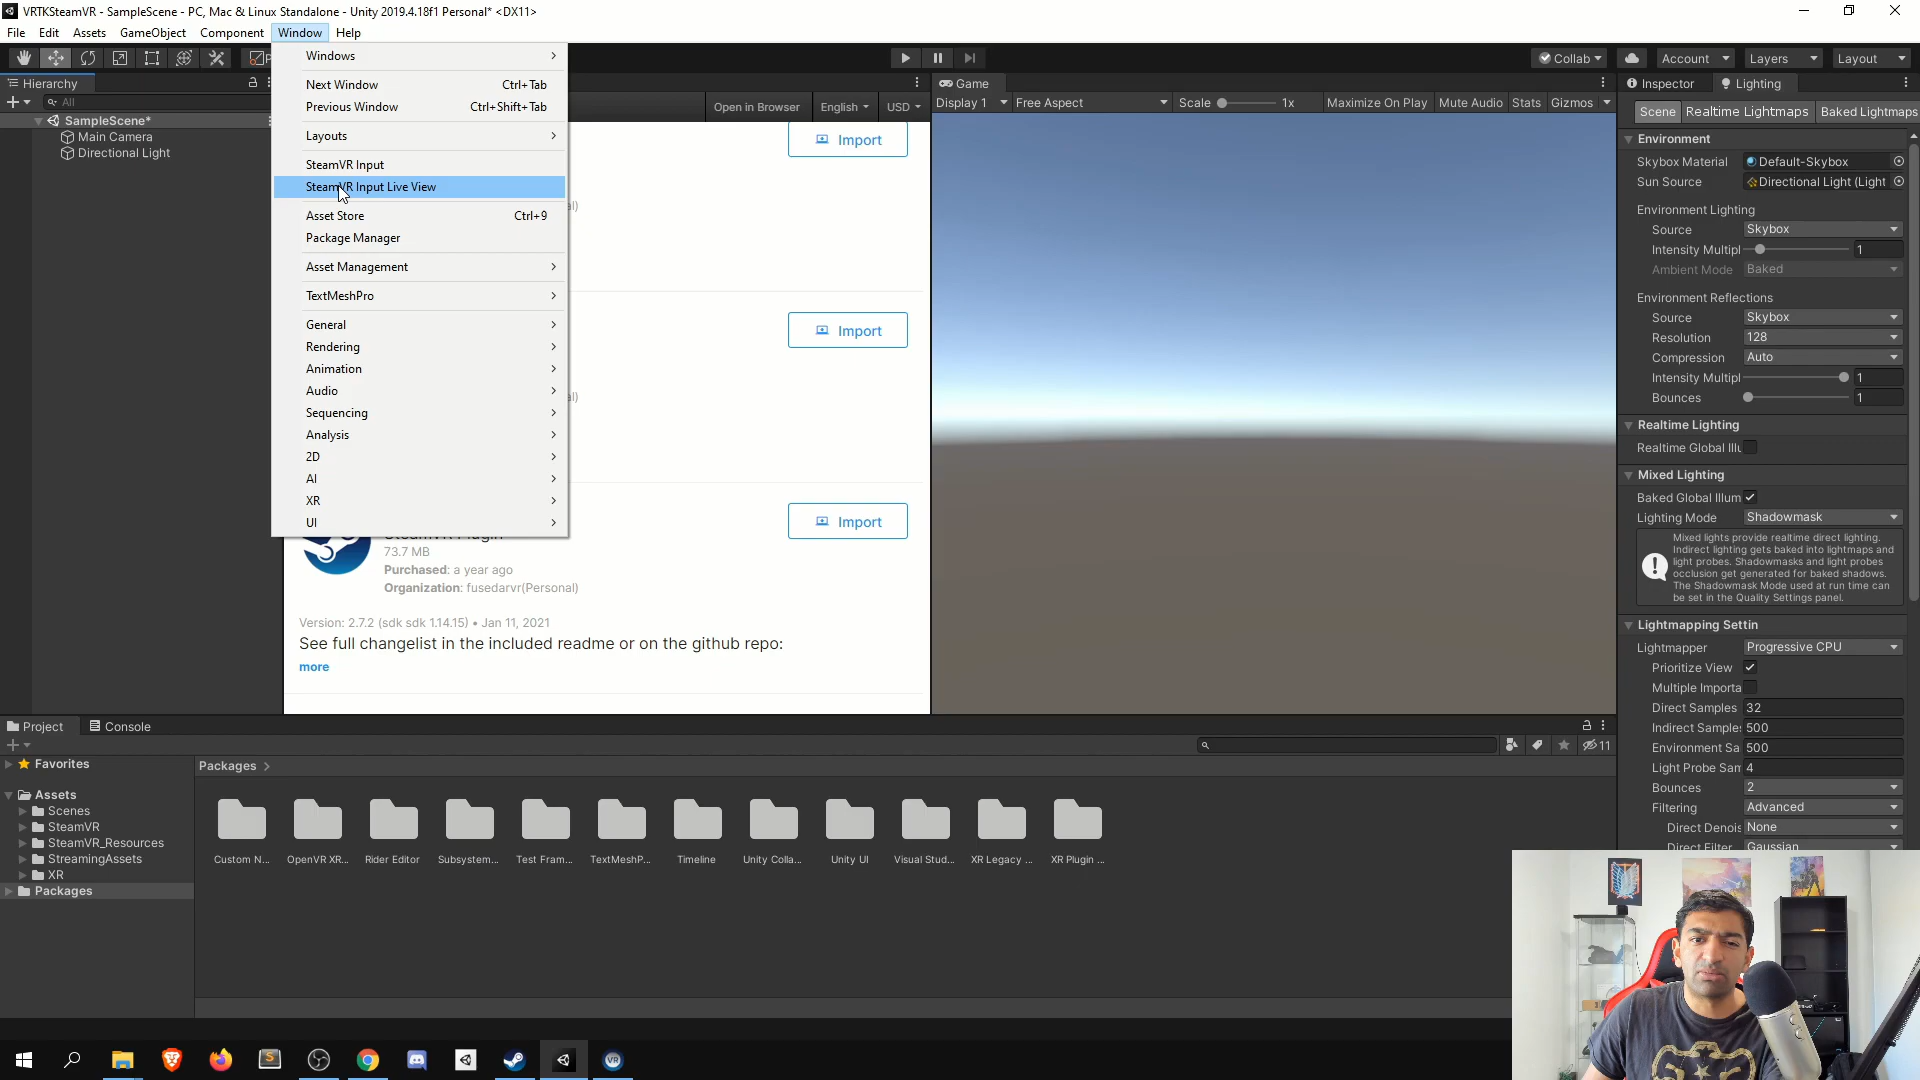 VRTKSteamVR - SampleScene - PC, Mac & Linux Standalone - Unity 2019.4.18f1 Personal* <DX11>
File Edit Assets GameObject Component Window Help
Collab Account Layers Layout
Hierarchy
All
SampleScene*
Main Camera
Directional Light
Windows
Next Window Ctrl+Tab
Previous Window Ctrl+Shift+Tab
Layouts
SteamVR Input
SteamVR Input Live View
Asset Store Ctrl+9
Package Manager
Asset Management
TextMeshPro
General
Rendering
Animation
Audio
Sequencing
Analysis
2D
AI
XR
UI
Open in Browser English USD
Import
Import
Import
73.7 MB
Purchased: a year ago
Organization: fusedarvr(Personal)
Version: 2.7.2 (sdk sdk 1.14.15) • Jan 11, 2021
See full changelist in the included readme or on the github repo:
more
Game
Display 1 Free Aspect Scale 1x Maximize On Play Mute Audio Stats Gizmos
Inspector Lighting
Scene Realtime Lightmaps Baked Lightmaps
Environment
Skybox Material Default-Skybox
Sun Source Directional Light (Light
Environment Lighting
Source Skybox
Intensity Multipl 1
Ambient Mode Baked
Environment Reflections
Source Skybox
Resolution 128
Compression Auto
Intensity Multipl 1
Bounces 1
Realtime Lighting
Realtime Global Illu
Mixed Lighting
Baked Global Illum
Lighting Mode Shadowmask
Mixed lights provide realtime direct lighting.
Indirect lighting gets baked into lightmaps and
light probes. Shadowmasks and light probes
occlusion get generated for baked shadows.
The Shadowmask Mode used at run time can
be set in the Quality Settings panel.
Lightmapping Settin
Lightmapper Progressive CPU
Prioritize View
Multiple Importa
Direct Samples 32
Indirect Sample: 500
Environment Sa 500
Light Probe Sam 4
Bounces 2
Filtering Advanced
Direct Denois None
Direct Filter Gaussian
Project Console
11
Favorites
Assets
Scenes
SteamVR
SteamVR_Resources
StreamingAssets
XR
Packages
Packages >
Custom N... OpenVR XR... Rider Editor Subsystem... Test Fram... TextMeshP... Timeline Unity Colla... Unity UI Visual Stud... XR Legacy ... XR Plugin ...